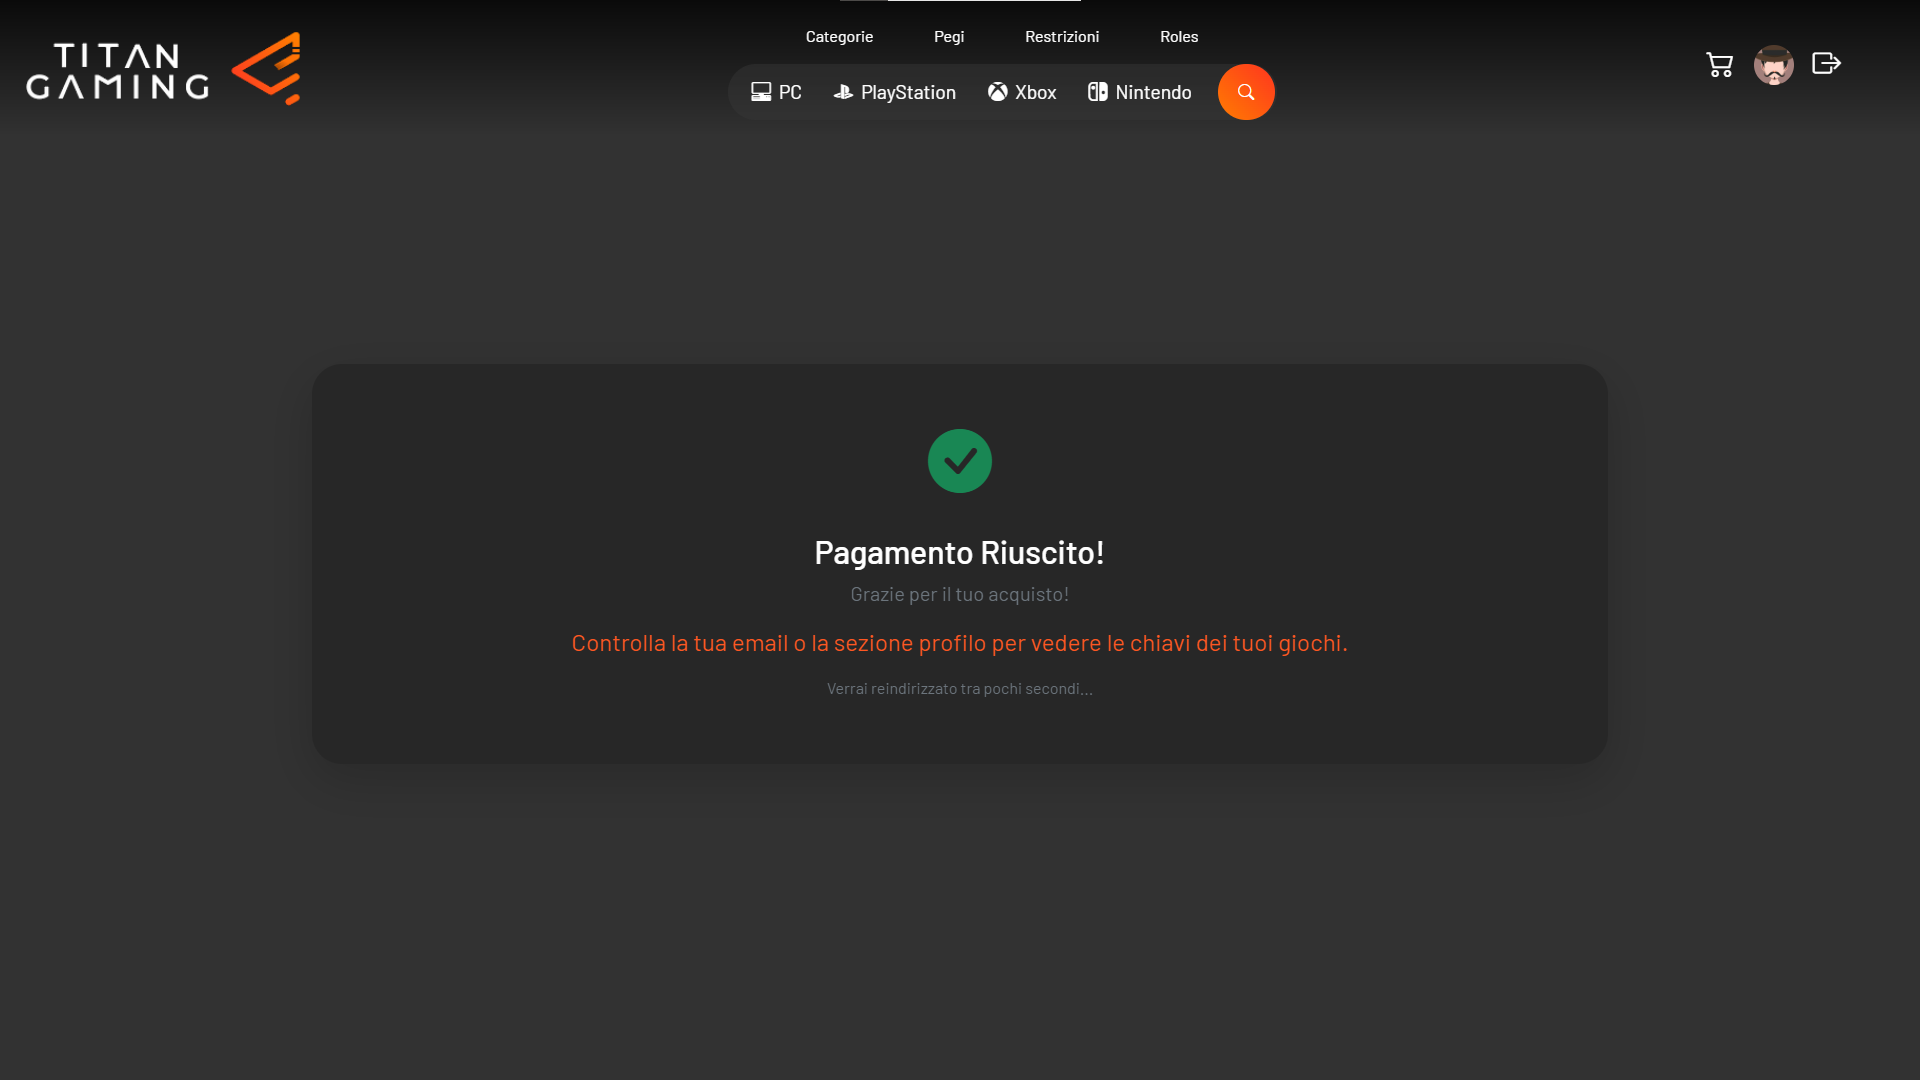 TITAN
GAMING
Categorie
Pegi
Restrizioni
Roles
PC
PlayStation
Xbox
Nintendo
Pagamento Riuscito!
Grazie per il tuo acquisto!
Controlla la tua email o la sezione profilo per vedere le chiavi dei tuoi giochi.
Verrai reindirizzato tra pochi secondi...